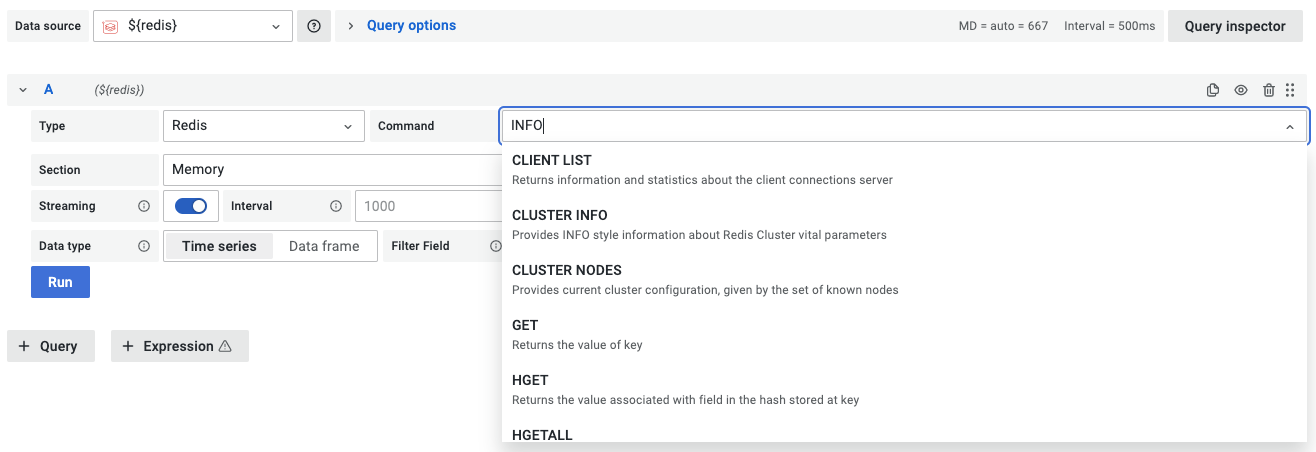 Data source ${redis} Query options MD = auto = 667 Interval = 500ms Query inspector
A (${redis})
Type Redis Command INFO
Section Memory
Streaming Interval 1000
Data type Time series Data frame Filter Field
Run
+ Query + Expression
CLIENT LIST
Returns information and statistics about the client connections server
CLUSTER INFO
Provides INFO style information about Redis Cluster vital parameters
CLUSTER NODES
Provides current cluster configuration, given by the set of known nodes
GET
Returns the value of key
HGET
Returns the value associated with field in the hash stored at key
HGETALL